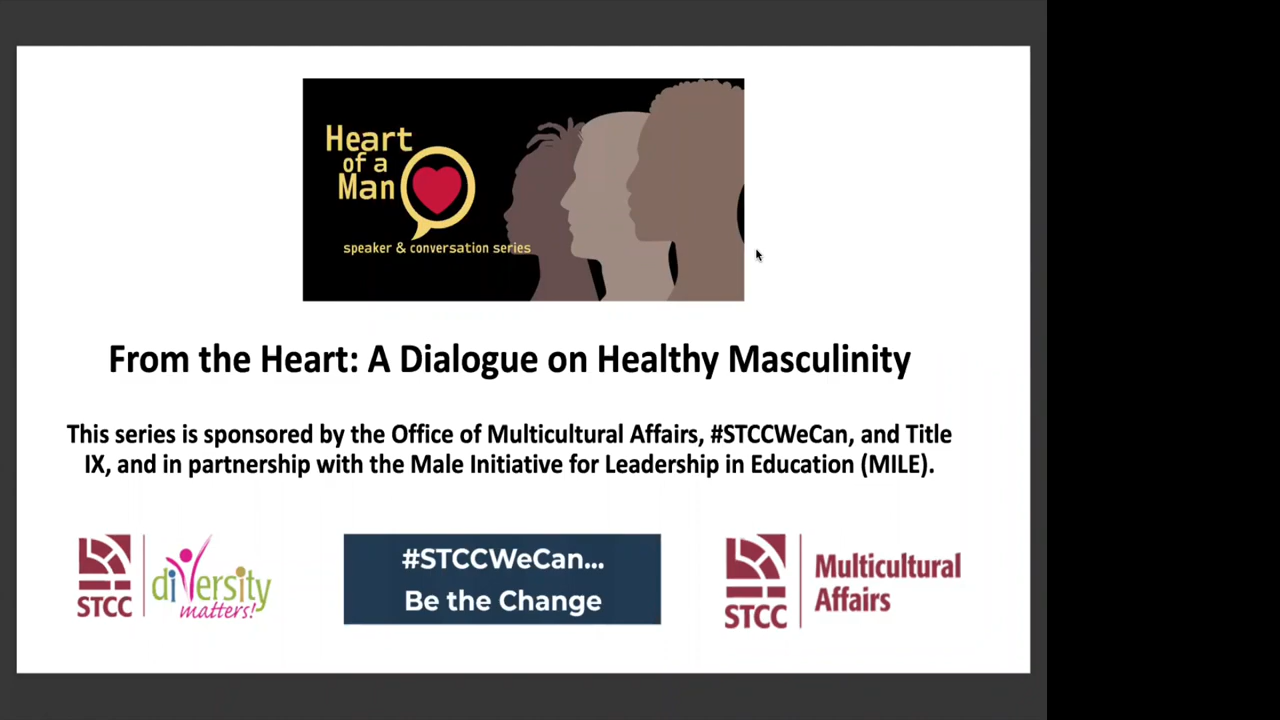 Heart
of a
Man
speaker & conversation series
From the Heart: A Dialogue on Healthy Masculinity
This series is sponsored by the Office of Multicultural Affairs, #STCCWeCan, and Title
IX, and in partnership with the Male Initiative for Leadership in Education (MILE).
STCC
diversity
matters!
#STCCWeCan...
Be the Change
STCC
Multicultural
Affairs